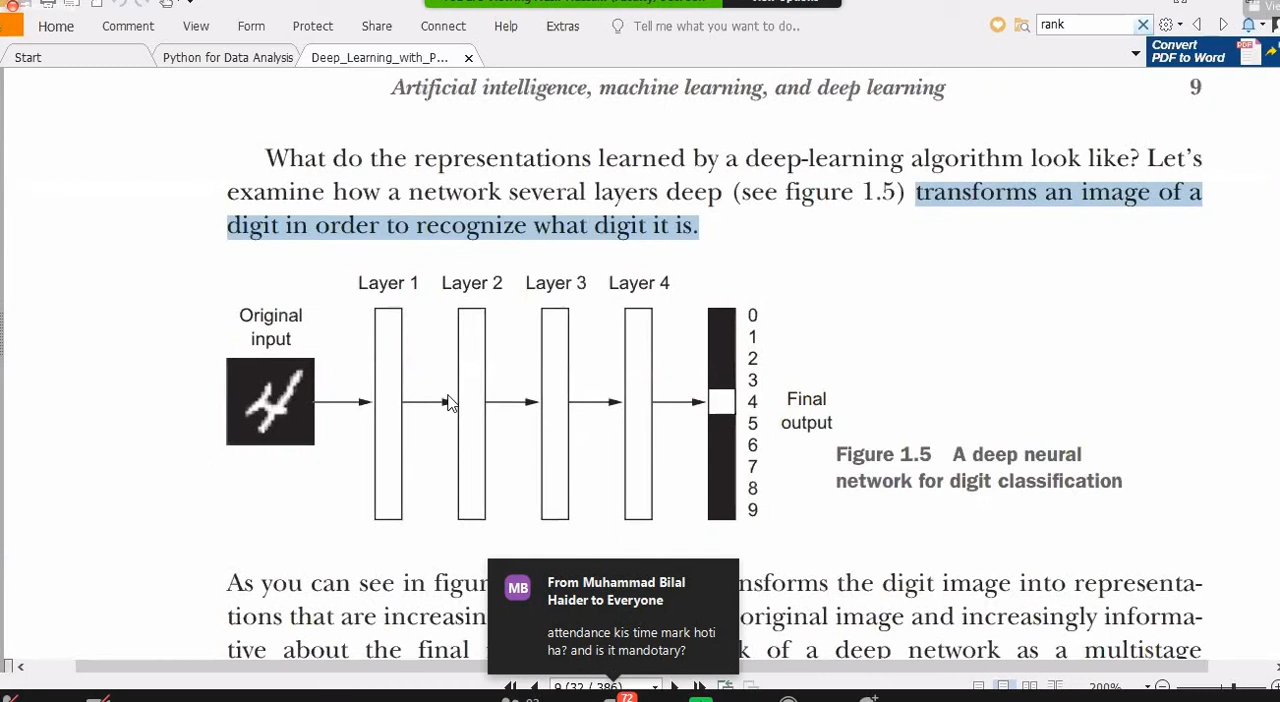 Home Comment View Form Protect Share Connect Help Extras Tell me what you want to do.. rank
Start Python for Data Analysis Deep_Learning_with_P... Convert
PDF to Word
Artificial intelligence, machine learning, and deep learning 9
What do the representations learned by a deep-learning algorithm look like? Let's
examine how a network several layers deep (see figure 1.5) transforms an image of a
digit in order to recognize what digit it is.
Layer 1 Layer 2 Layer 3 Layer 4
Original
input
0
1
2
3
4
5
6
7
8
9
Final
output
Figure 1.5 A deep neural
network for digit classification
As you can see in figu nsforms the digit image into representa-
tions that are increasin original image and increasingly informa-
tive about the final of a deep network as a multistage
MB
From Muhammad Bilal
Haider to Everyone
attendance kis time mark hoti
ha? and is it mandotary?
9 (32 / 386) 200%
72